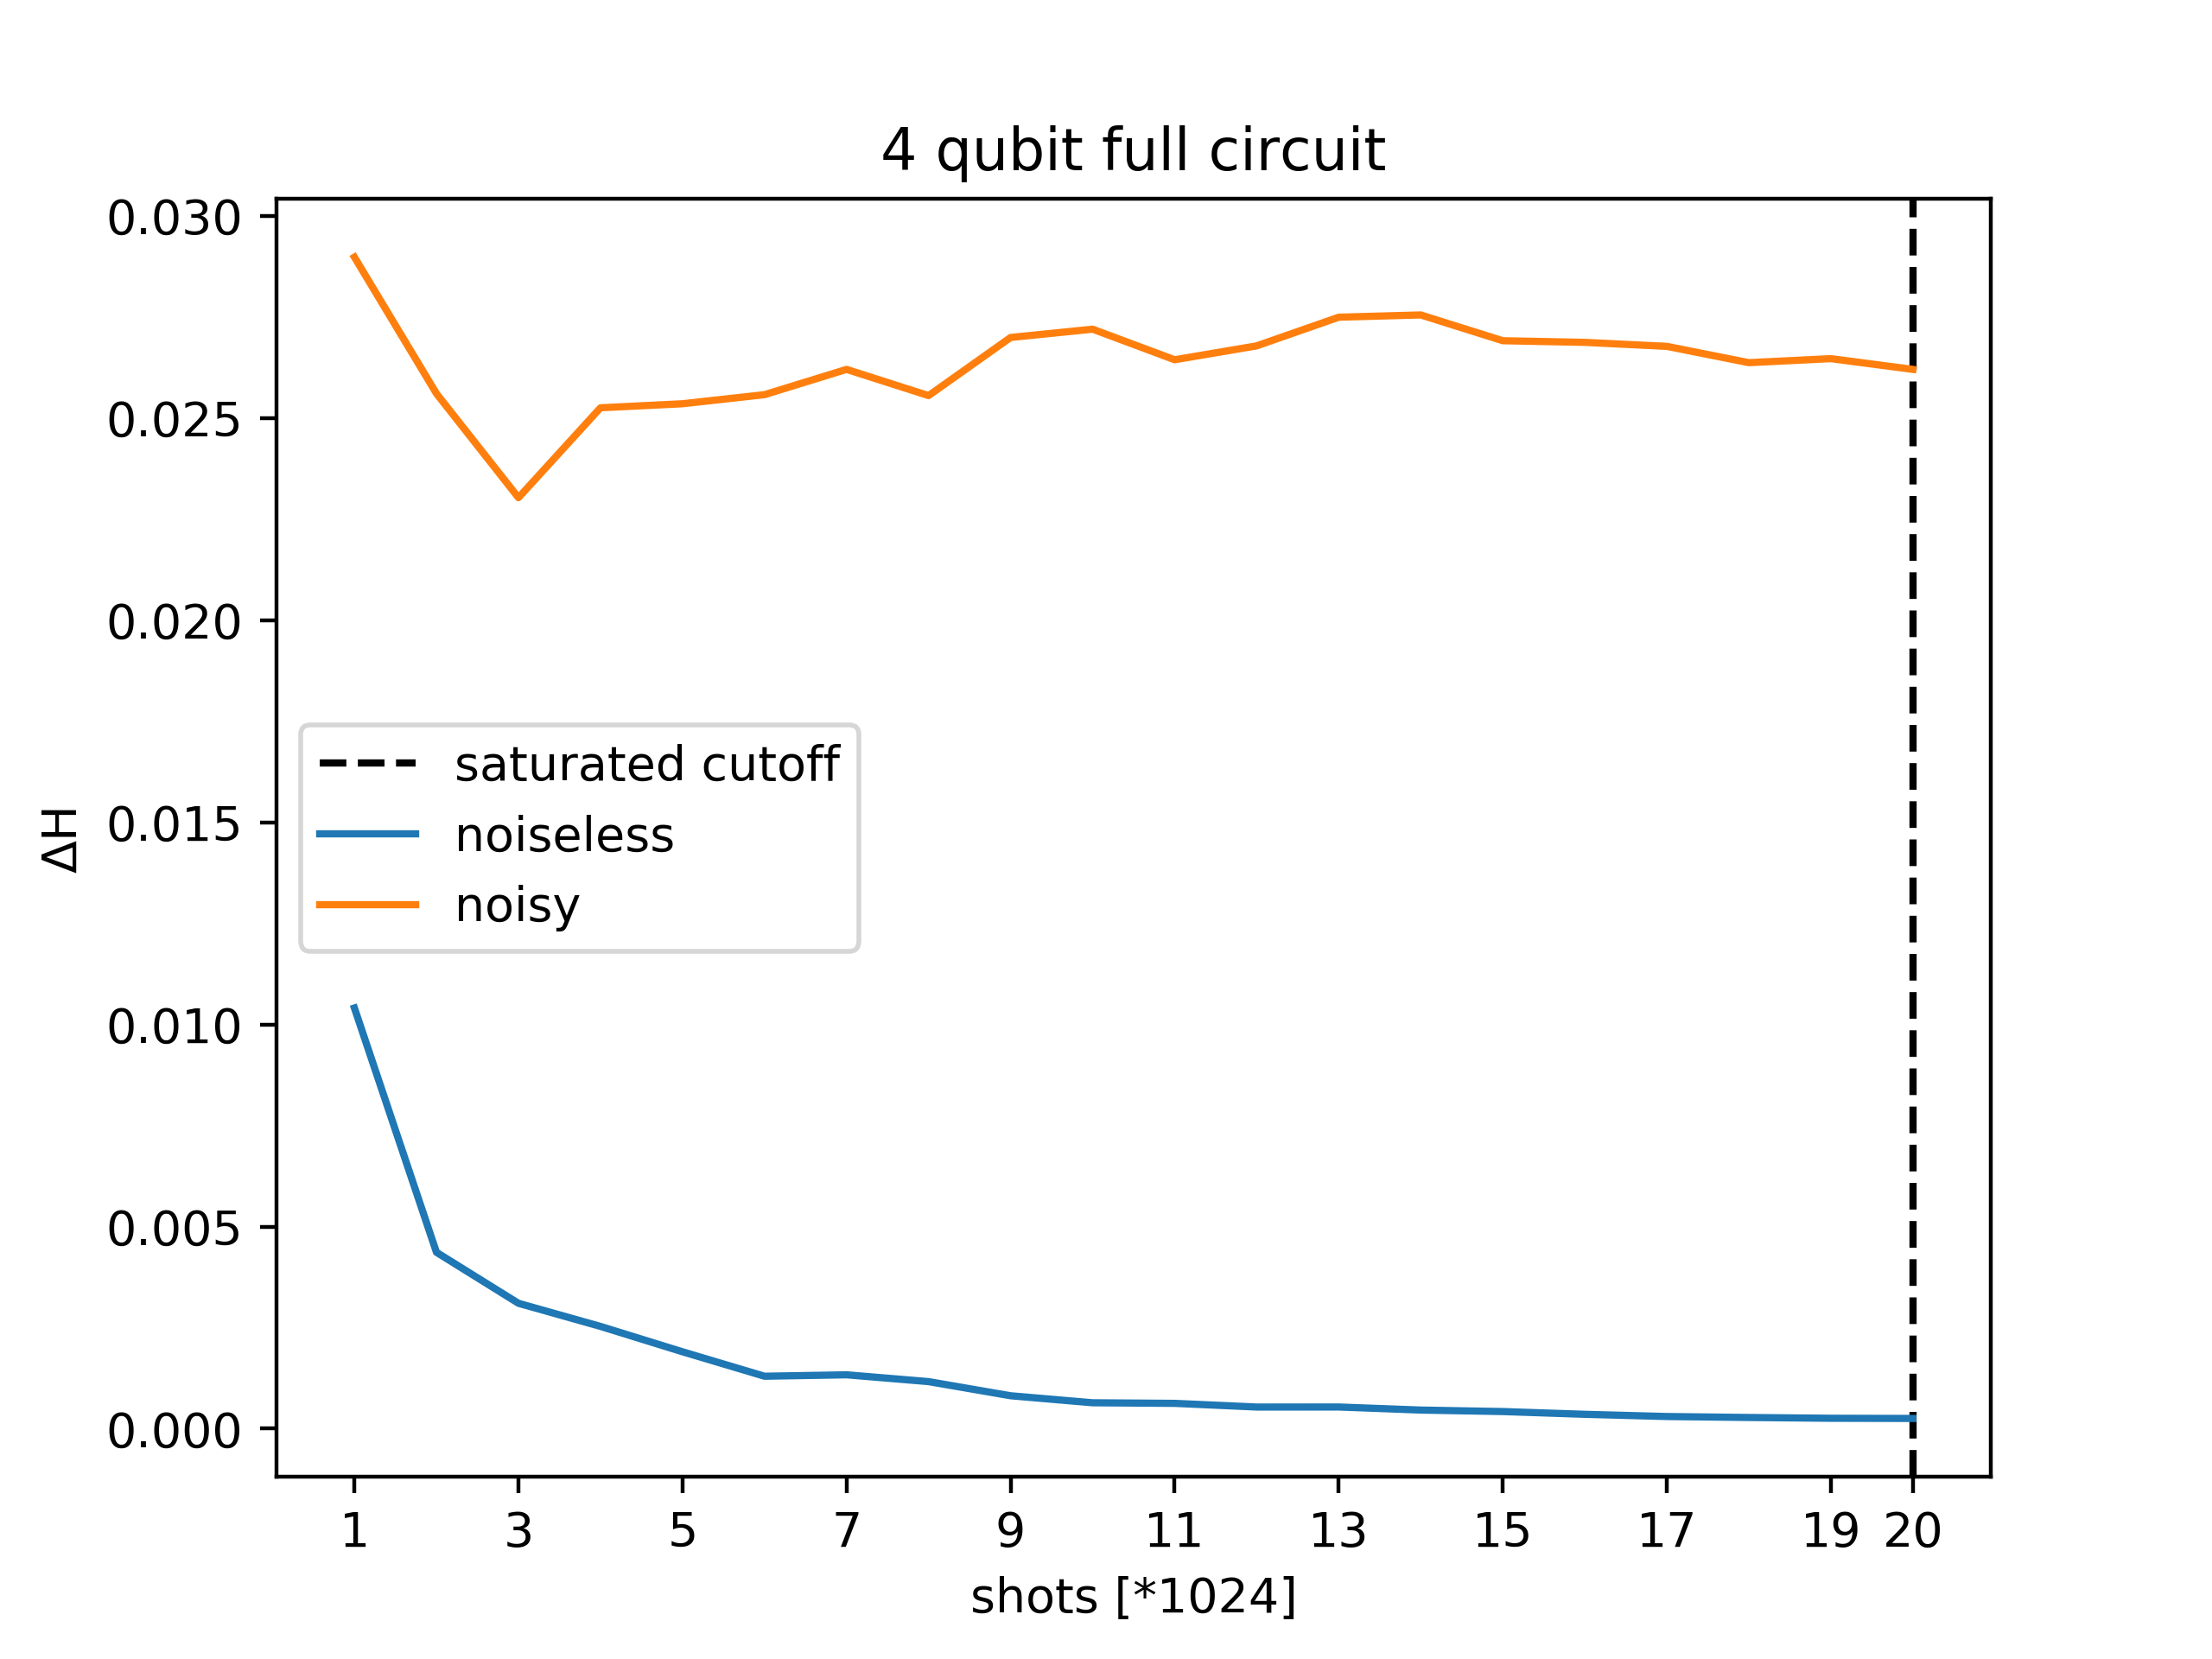 4 qubit full circuit
0.030
0.025
0.020
0.015
0.010
0.005
0.000
ΔH
saturated cutoff
noiseless
noisy
1 3 5 7 9 11 13 15 17 19 20
shots [*1024]